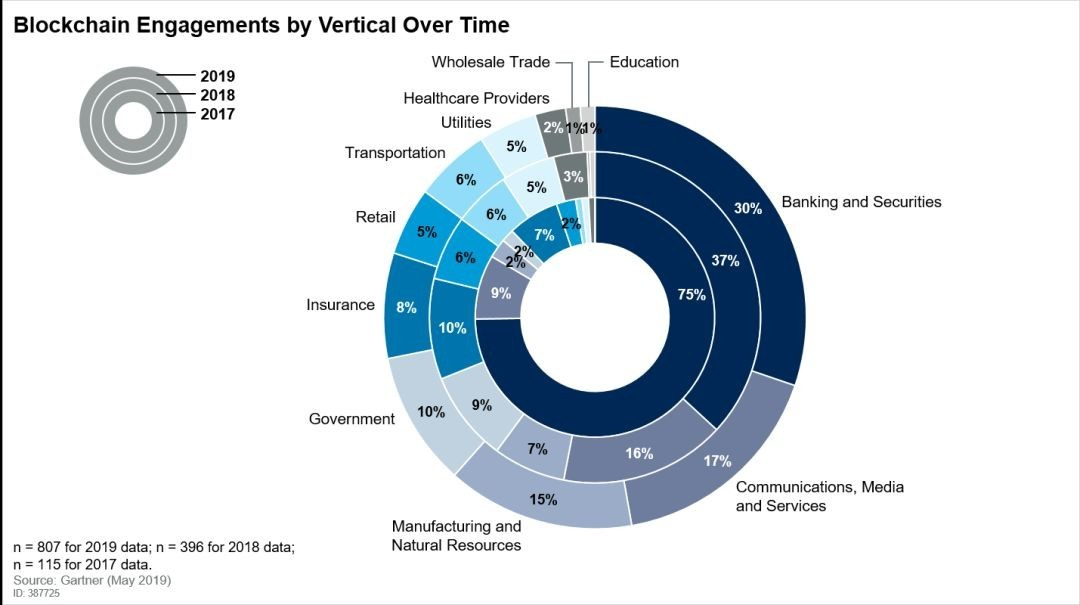 Blockchain Engagements by Vertical Over Time
2019
2018
2017
Wholesale Trade
Education
Healthcare Providers
Utilities
Transportation
Retail
Insurance
Government
Manufacturing and
Natural Resources
Communications, Media
and Services
Banking and Securities
30%
17%
15%
10%
8%
5%
6%
5%
2%
1%
1%
37%
16%
7%
9%
10%
6%
6%
5%
3%
75%
9%
2%
2%
7%
2%
n = 807 for 2019 data; n = 396 for 2018 data;
n = 115 for 2017 data.
Source: Gartner (May 2019)
ID: 387725